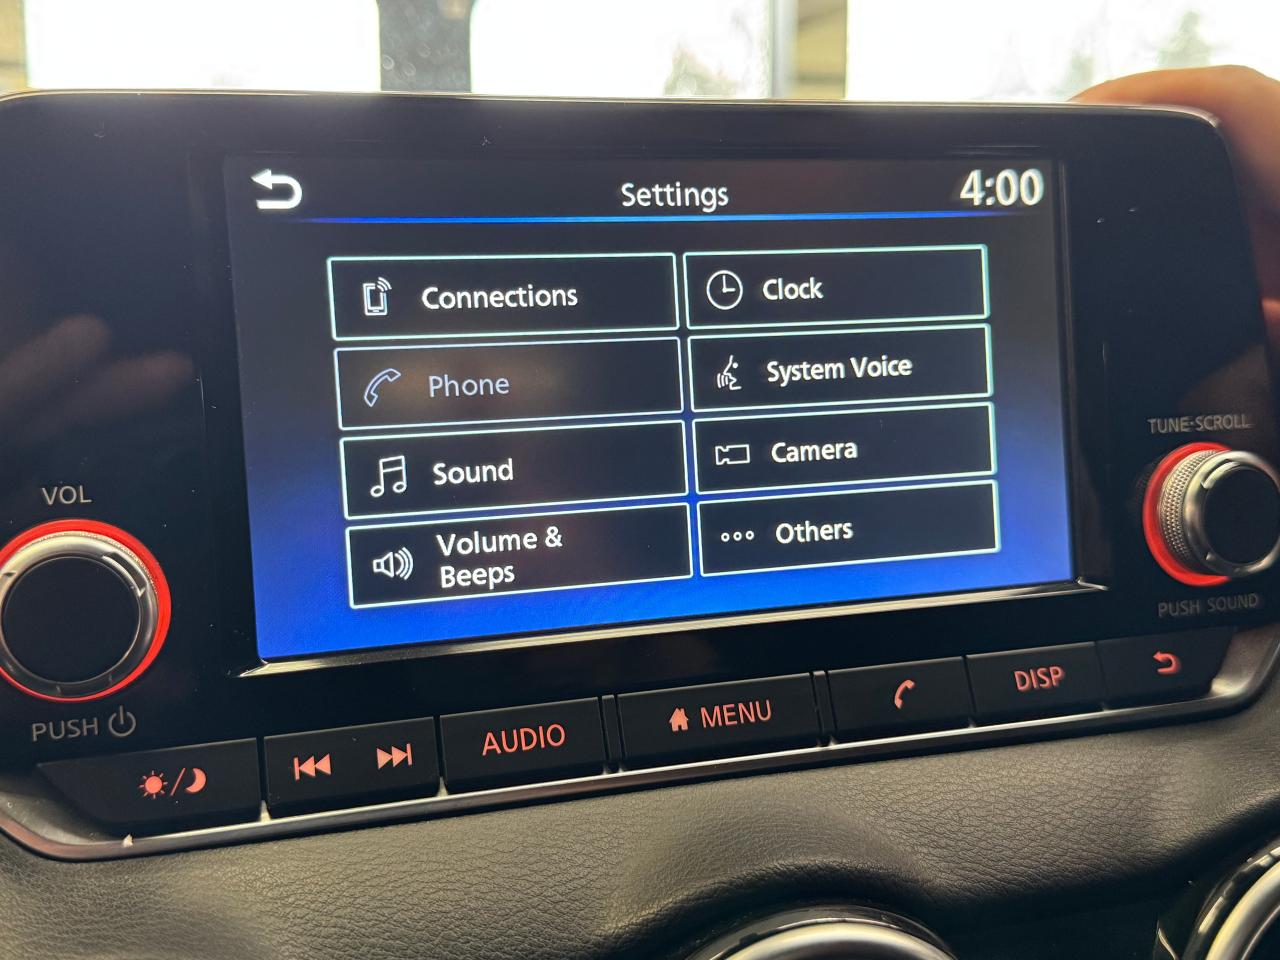 Settings
4:00
Connections
Clock
Phone
System Voice
Sound
Camera
Volume &
Beeps
Others
VOL
PUSH
TUNE·SCROLL
PUSH SOUND
AUDIO
MENU
DISP